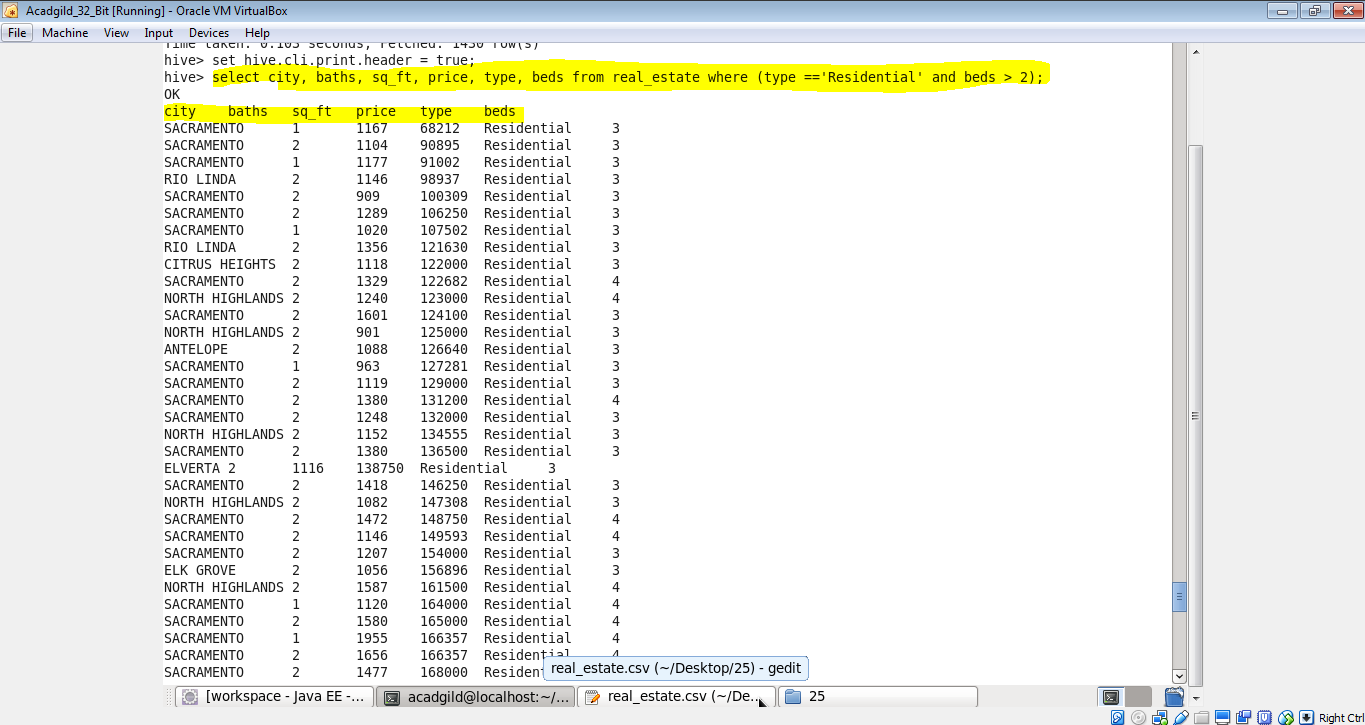 Acadgild_32_Bit [Running] - Oracle VM VirtualBox
File Machine View Input Devices Help
Time taken: 0.103 seconds, Fetched: 1430 row(s)
hive> set hive.cli.print.header = true;
hive> select city, baths, sq_ft, price, type, beds from real_estate where (type =='Residential' and beds > 2);
OK
city baths sq_ft price type beds
SACRAMENTO 1 1167 68212 Residential 3
SACRAMENTO 2 1104 90895 Residential 3
SACRAMENTO 1 1177 91002 Residential 3
RIO LINDA 2 1146 98937 Residential 3
SACRAMENTO 2 909 100309 Residential 3
SACRAMENTO 2 1289 106250 Residential 3
SACRAMENTO 1 1020 107502 Residential 3
RIO LINDA 2 1356 121630 Residential 3
CITRUS HEIGHTS 2 1118 122000 Residential 3
SACRAMENTO 2 1329 122682 Residential 4
NORTH HIGHLANDS 2 1240 123000 Residential 4
SACRAMENTO 2 1601 124100 Residential 3
NORTH HIGHLANDS 2 901 125000 Residential 3
ANTELOPE 2 1088 126640 Residential 3
SACRAMENTO 1 963 127281 Residential 3
SACRAMENTO 2 1119 129000 Residential 3
SACRAMENTO 2 1380 131200 Residential 4
SACRAMENTO 2 1248 132000 Residential 3
NORTH HIGHLANDS 2 1152 134555 Residential 3
SACRAMENTO 2 1380 136500 Residential 3
ELVERTA 2 1116 138750 Residential 3
SACRAMENTO 2 1418 146250 Residential 3
NORTH HIGHLANDS 2 1082 147308 Residential 3
SACRAMENTO 2 1472 148750 Residential 4
SACRAMENTO 2 1146 149593 Residential 4
SACRAMENTO 2 1207 154000 Residential 3
ELK GROVE 2 1056 156896 Residential 3
NORTH HIGHLANDS 2 1587 161500 Residential 4
SACRAMENTO 1 1120 164000 Residential 4
SACRAMENTO 2 1580 165000 Residential 4
SACRAMENTO 1 1955 166357 Residential 4
SACRAMENTO 2 1656 166357 Residential 4
SACRAMENTO 2 1477 168000
real_estate.csv (~/Desktop/25) - gedit
[workspace - Java EE -... acadgild@localhost:~/... real_estate.csv (~/De... 25
Right Ctrl